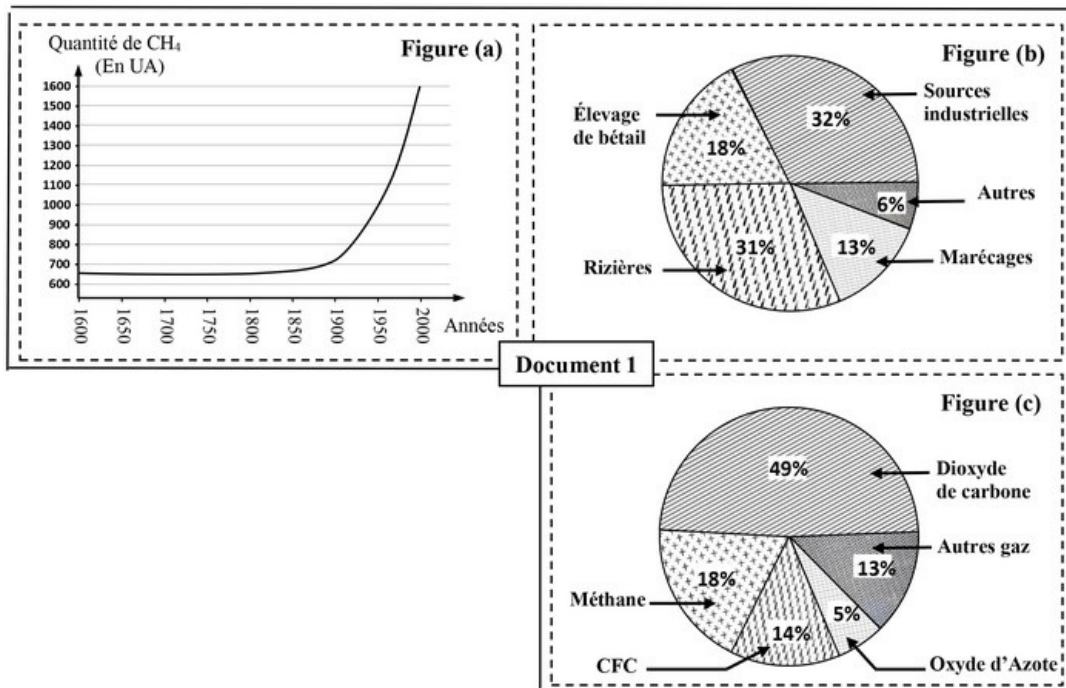 Quantité de CH₄
(En UA)
Figure (a)
1600
1500
1400
1300
1200
1100
1000
900
800
700
600
1600
1650
1700
1750
1800
1850
1900
1950
2000
Années
Figure (b)
Sources
industrielles
32%
Élevage
de bétail
18%
Autres
6%
Rizières
31%
13%
Marécages
Document 1
Figure (c)
49%
Dioxyde
de carbone
Autres gaz
13%
18%
Méthane
5%
14%
CFC
Oxyde d'Azote